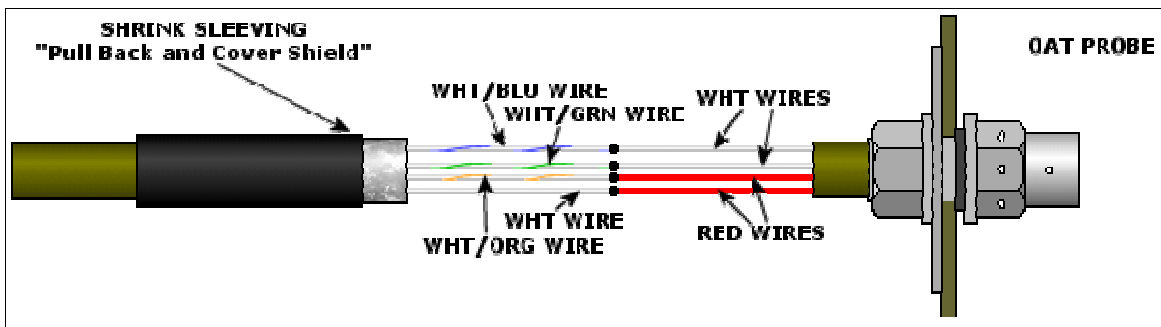 SHRINK SLEEVING
"Pull Back and Cover Shield"
OAT PROBE
WHT/BLU WIRE
WHT/GRN WIRE
WHT WIRES
WHT WIRE
WHT/ORG WIRE
RED WIRES